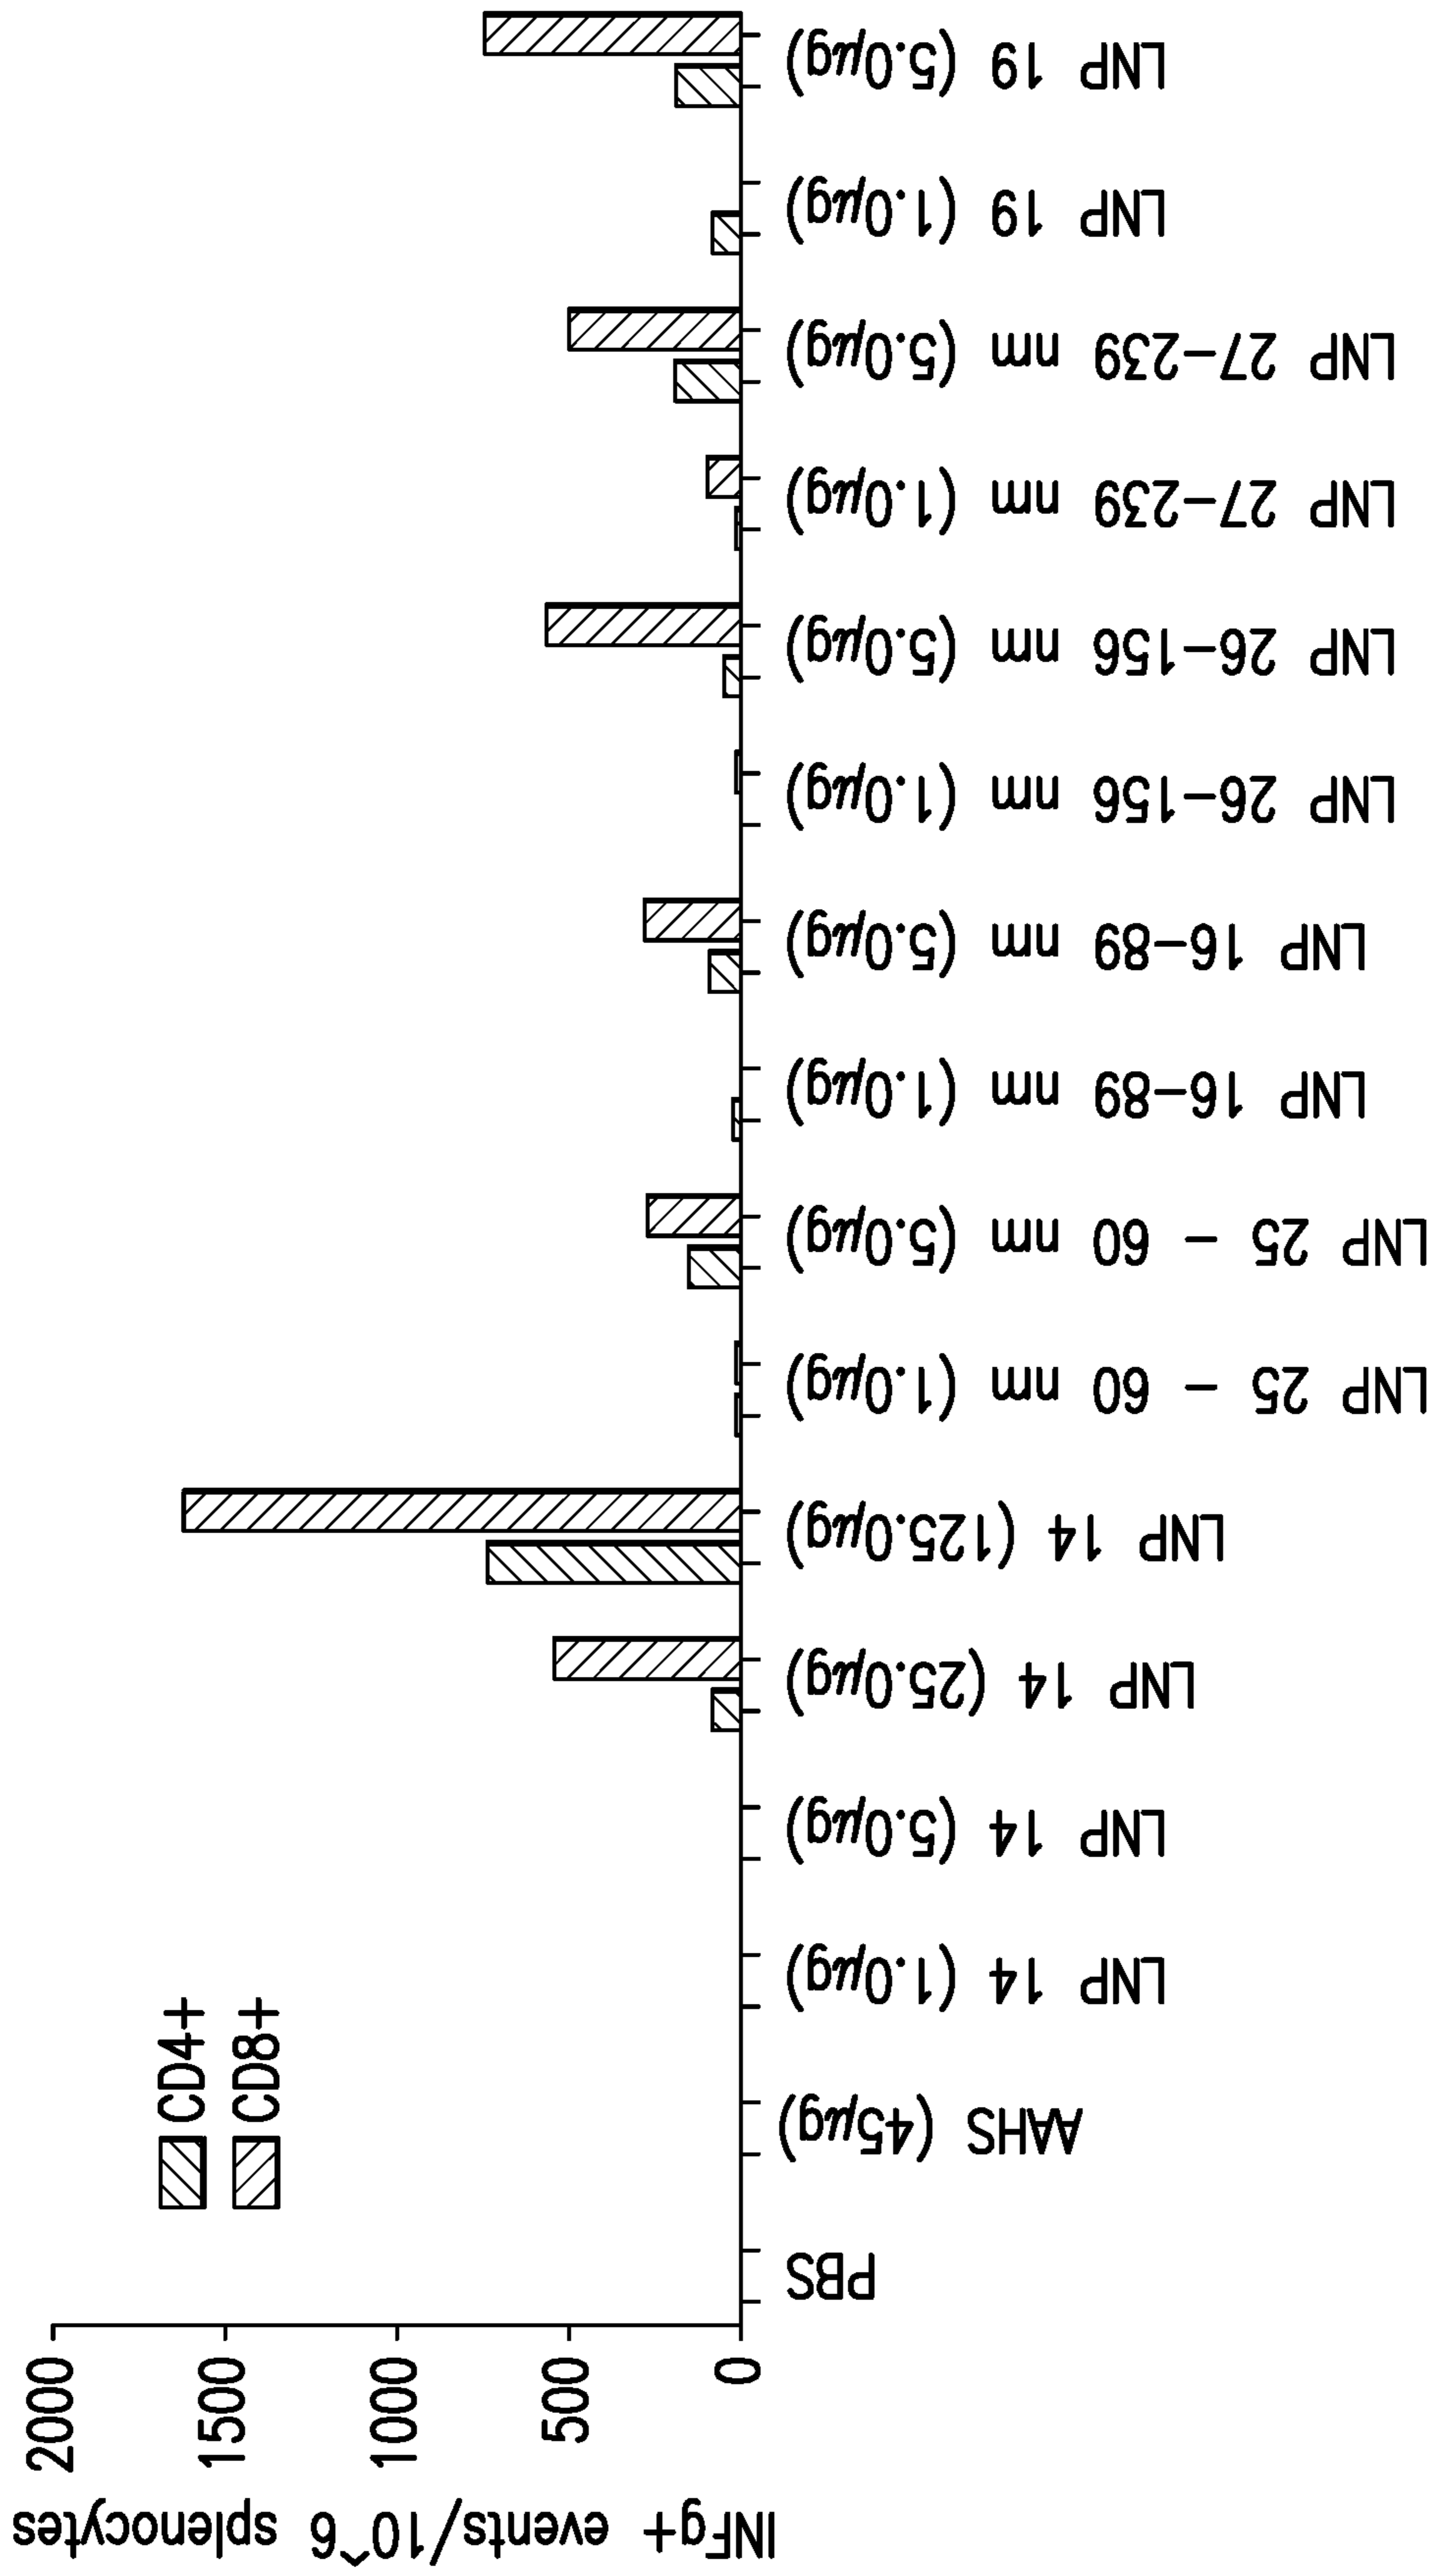 INFg+ events/10^6 splenocytes
2000
1500
1000
500
0
CD4+
CD8+
PBS
AAHS (45μg)
LNP 14 (1.0μg)
LNP 14 (5.0μg)
LNP 14 (25.0μg)
LNP 14 (125.0μg)
LNP 25 – 60 nm (1.0μg)
LNP 25 – 60 nm (5.0μg)
LNP 16–89 nm (1.0μg)
LNP 16–89 nm (5.0μg)
LNP 26–156 nm (1.0μg)
LNP 26–156 nm (5.0μg)
LNP 27–239 nm (1.0μg)
LNP 27–239 nm (5.0μg)
LNP 19 (1.0μg)
LNP 19 (5.0μg)